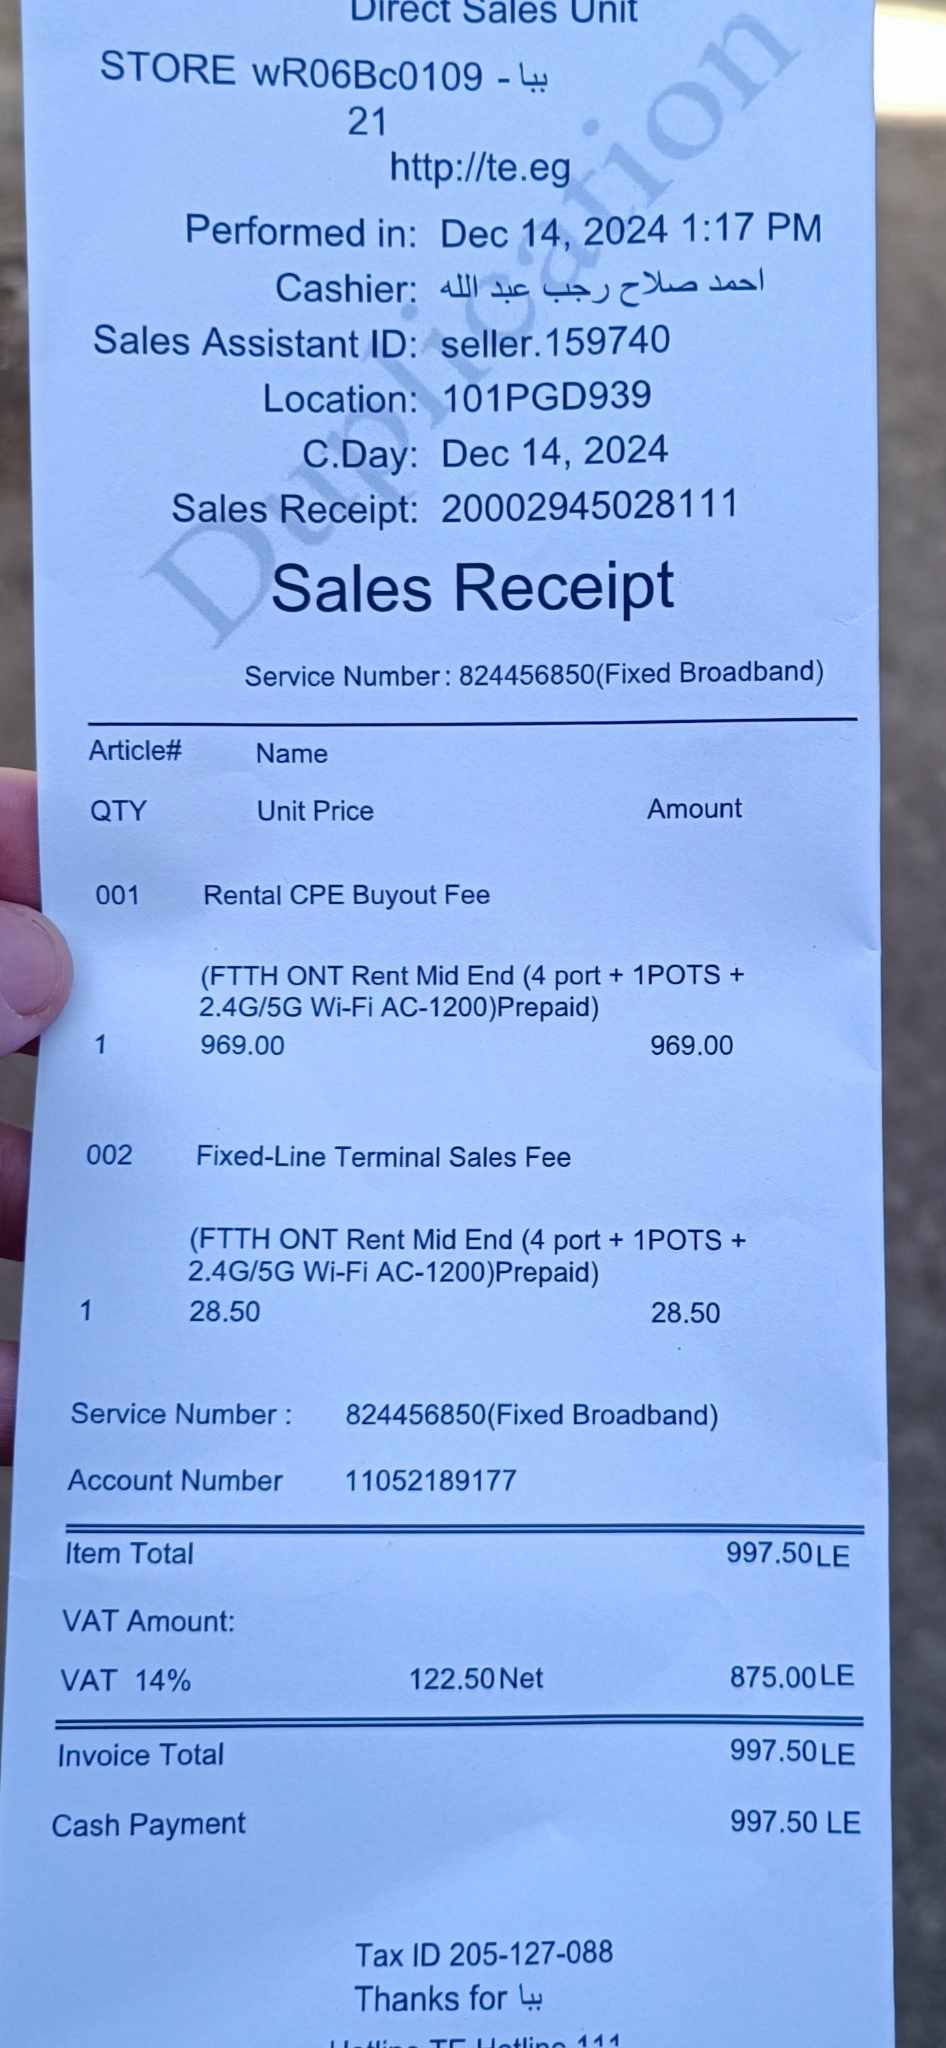 Direct Sales Unit
STORE wR06Bc0109 - ببا
21
http://te.eg
Performed in: Dec 14, 2024 1:17 PM
Cashier: احمد صلاح رجب عبد الله
Sales Assistant ID: seller.159740
Location: 101PGD939
C.Day: Dec 14, 2024
Sales Receipt: 20002945028111
Duplication
Sales Receipt
Service Number: 824456850(Fixed Broadband)
Article# Name
QTY Unit Price Amount
001 Rental CPE Buyout Fee
(FTTH ONT Rent Mid End (4 port + 1POTS +
2.4G/5G Wi-Fi AC-1200)Prepaid)
1 969.00 969.00
002 Fixed-Line Terminal Sales Fee
(FTTH ONT Rent Mid End (4 port + 1POTS +
2.4G/5G Wi-Fi AC-1200)Prepaid)
1 28.50 28.50
Service Number : 824456850(Fixed Broadband)
Account Number 11052189177
Item Total 997.50LE
VAT Amount:
VAT 14% 122.50Net 875.00LE
Invoice Total 997.50LE
Cash Payment 997.50 LE
Tax ID 205-127-088
Thanks for ببا
Hotline TE Hotline 111